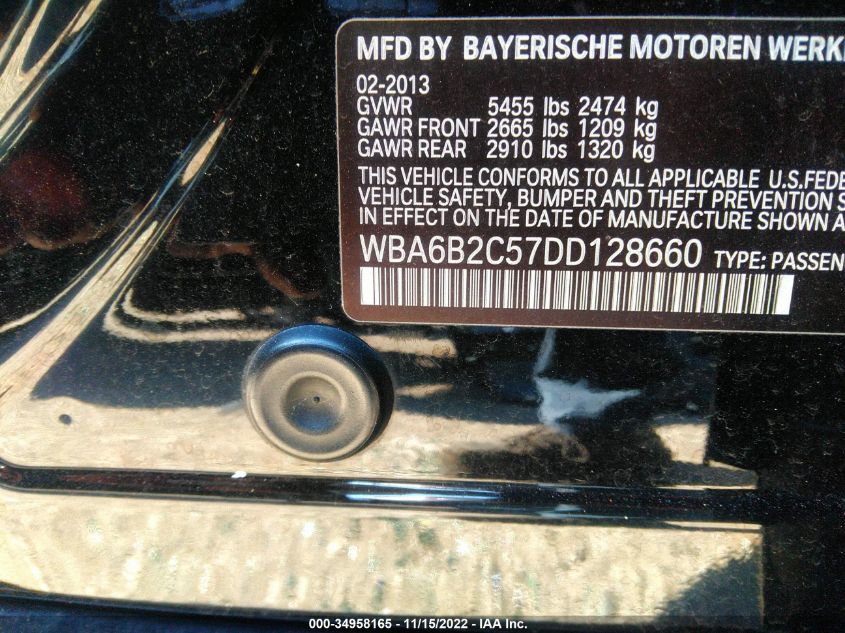 MFD BY BAYERISCHE MOTOREN WERK
02-2013
GVWR 5455 lbs 2474 kg
GAWR FRONT 2665 lbs 1209 kg
GAWR REAR 2910 lbs 1320 kg
THIS VEHICLE CONFORMS TO ALL APPLICABLE U.S.FEDE
VEHICLE SAFETY, BUMPER AND THEFT PREVENTION S
IN EFFECT ON THE DATE OF MANUFACTURE SHOWN A
WBA6B2C57DD128660 TYPE: PASSEN
000-34958165 - 11/15/2022 - IAA Inc.